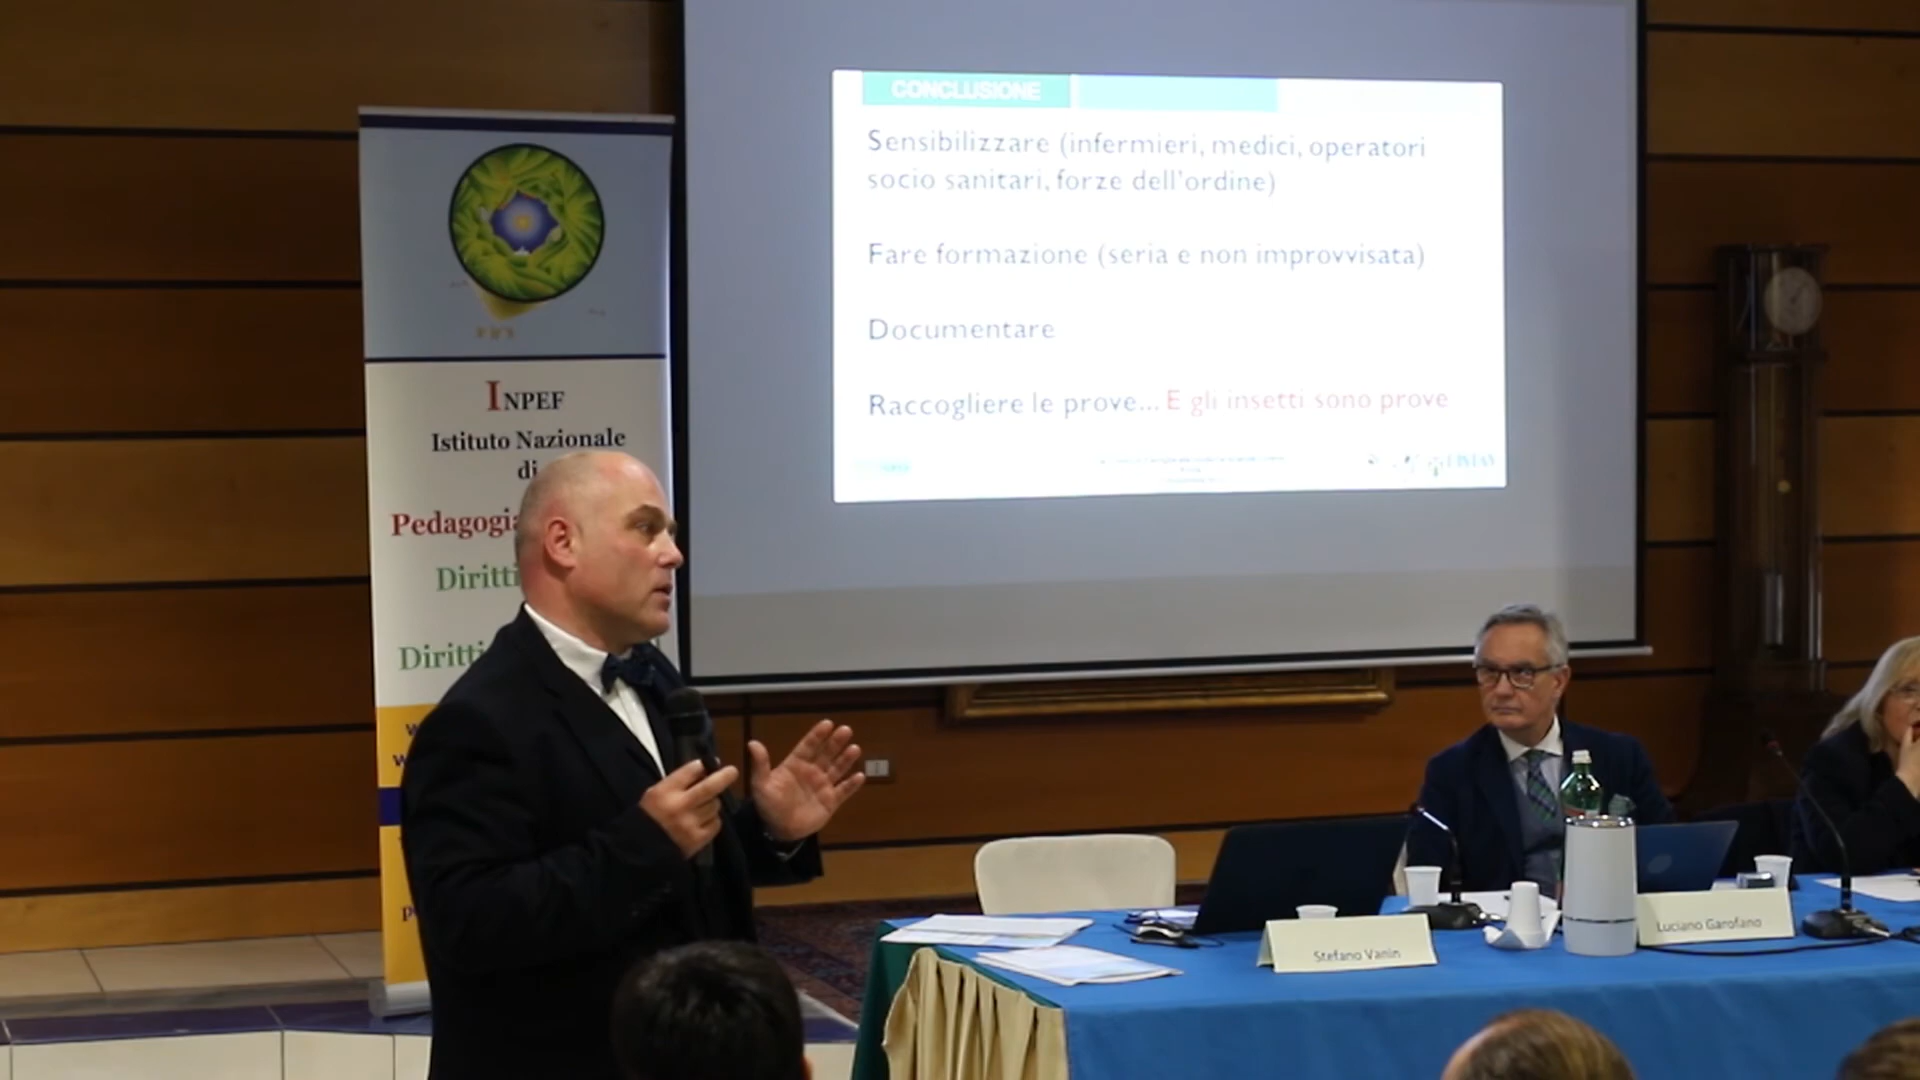 CONCLUSIONE
Sensibilizzare (infermieri, medici, operatori
socio sanitari, forze dell'ordine)
Fare formazione (seria e non improvvisata)
Documentare
Raccogliere le prove... E gli insetti sono prove
INPEF
Istituto Nazionale
di
Pedagogia
Diritti
Diritti
Stefano Vanin
Luciano Garofano